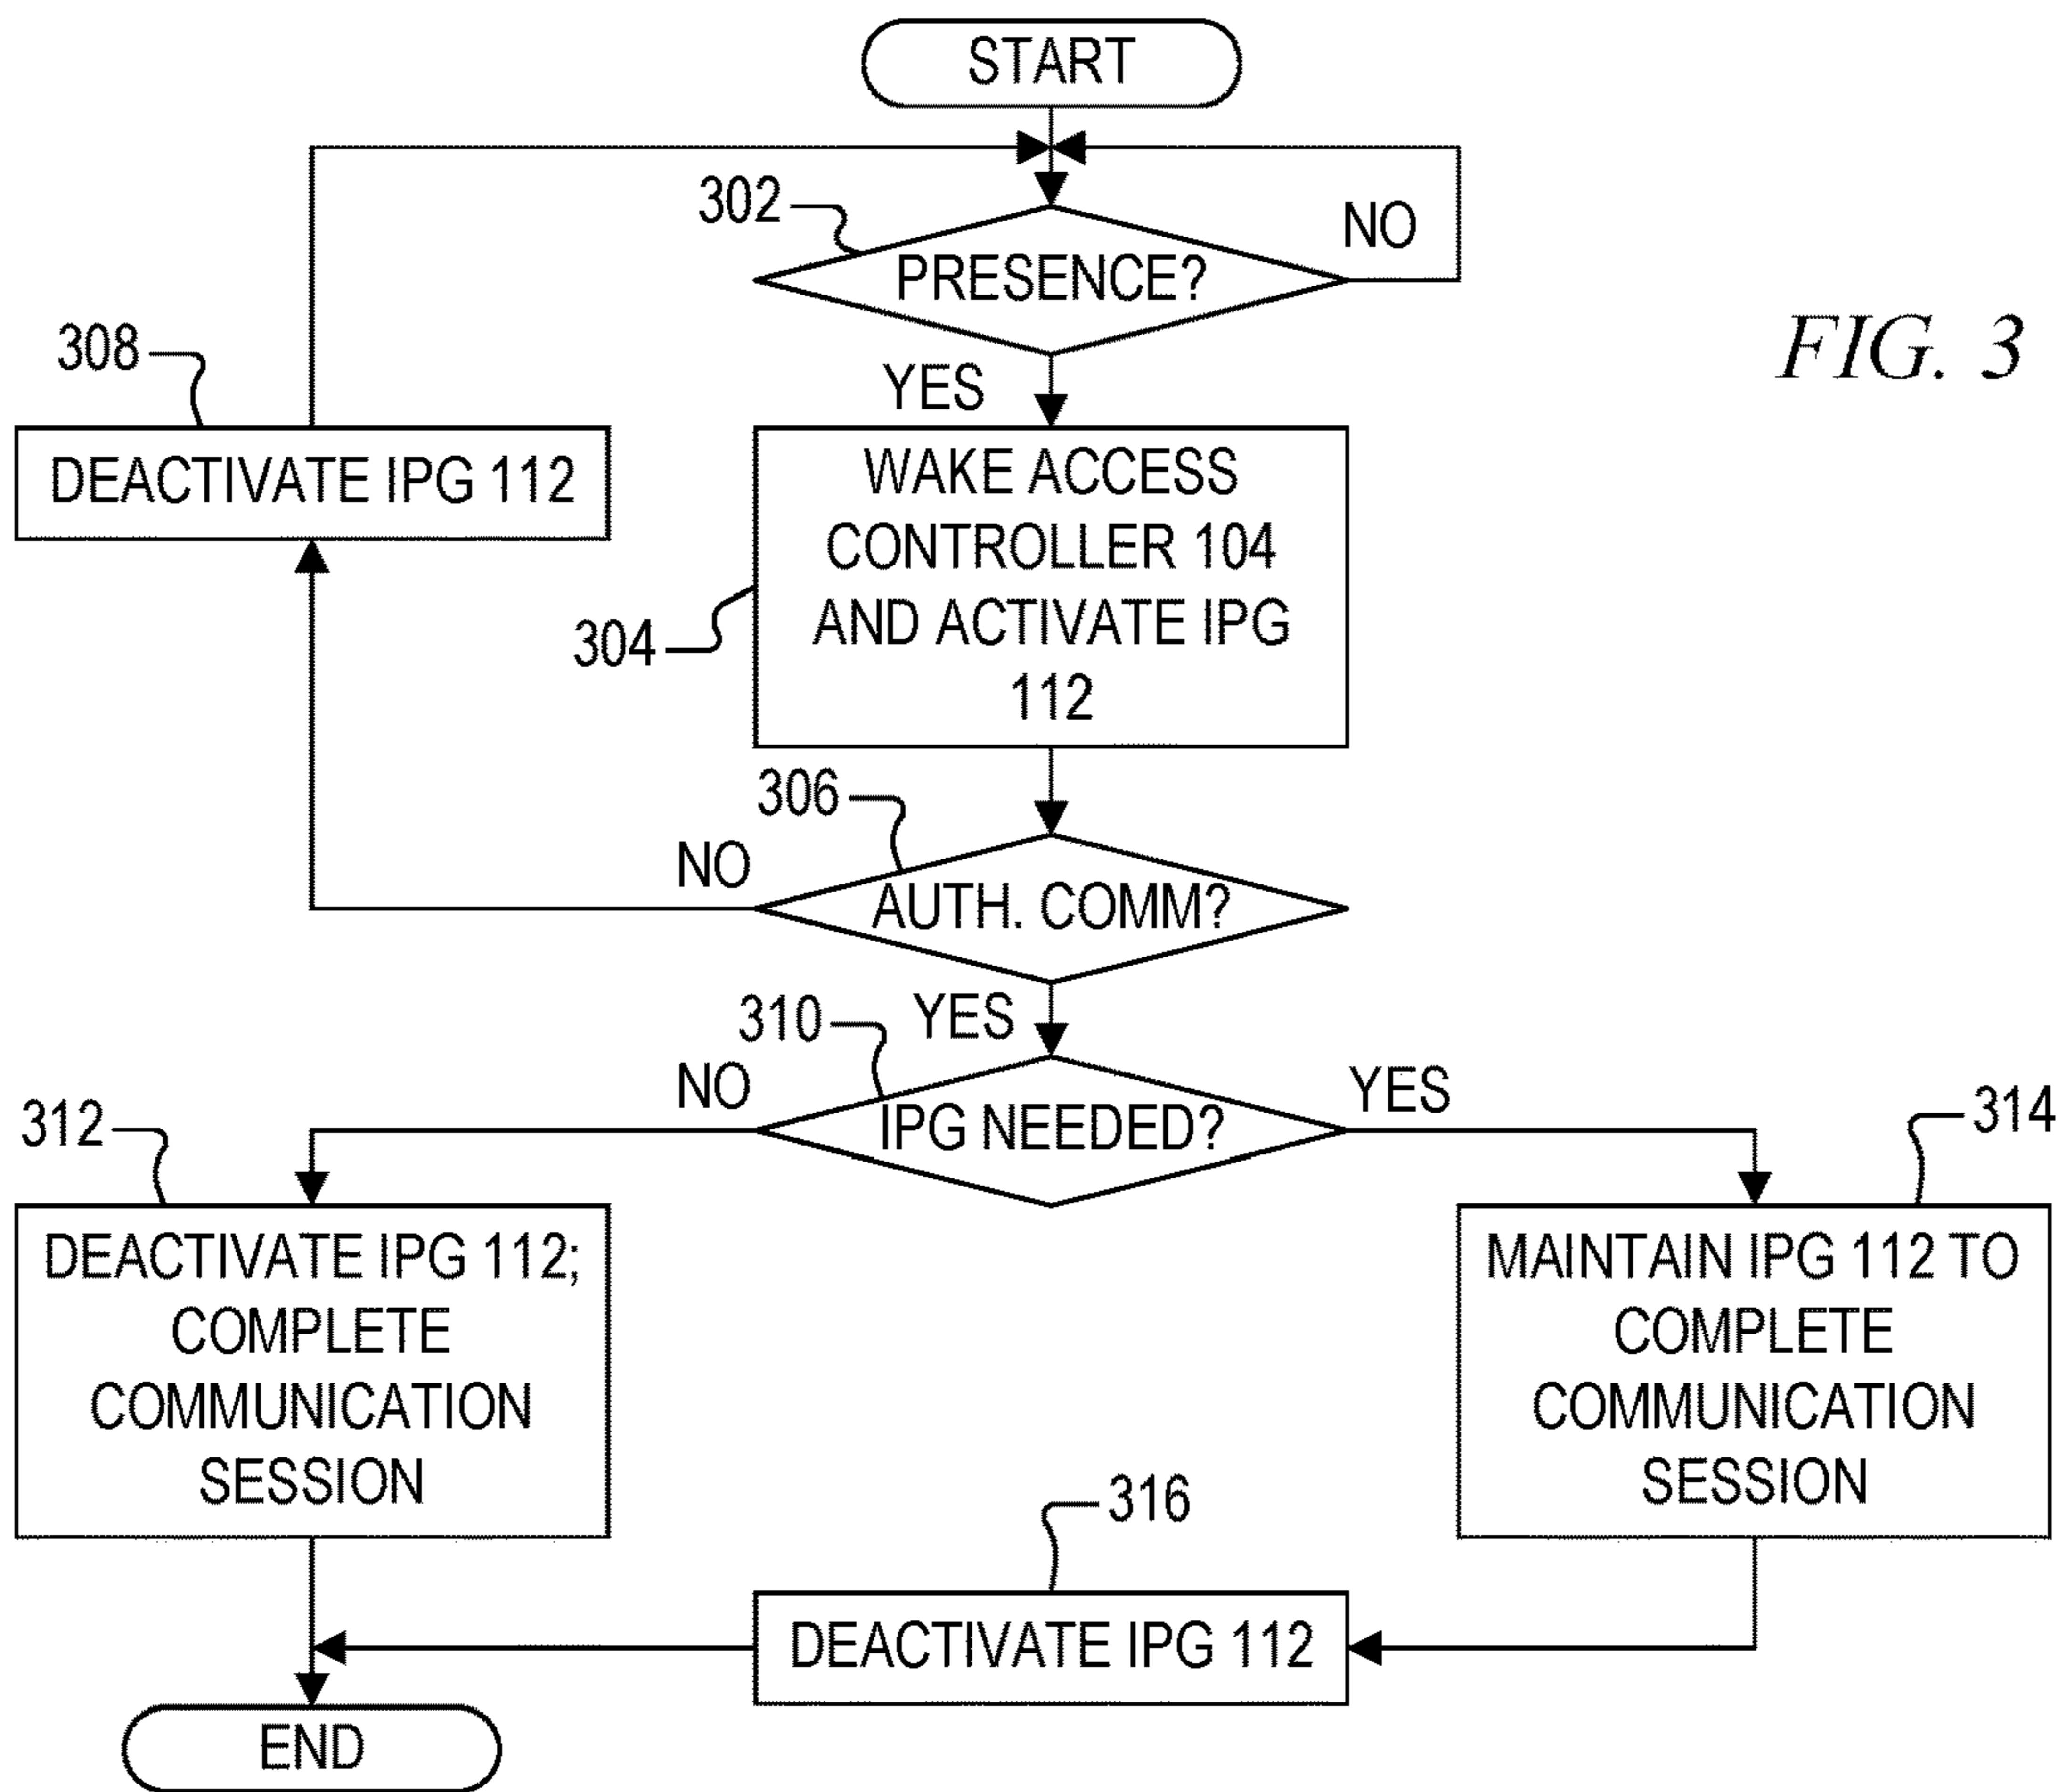 START
302
PRESENCE?
NO
FIG. 3
YES
308
DEACTIVATE IPG 112
WAKE ACCESS
CONTROLLER 104
AND ACTIVATE IPG
112
304
306
NO
AUTH. COMM?
YES
310
NO
IPG NEEDED?
YES
312
314
DEACTIVATE IPG 112;
COMPLETE
COMMUNICATION
SESSION
MAINTAIN IPG 112 TO
COMPLETE
COMMUNICATION
SESSION
316
DEACTIVATE IPG 112
END